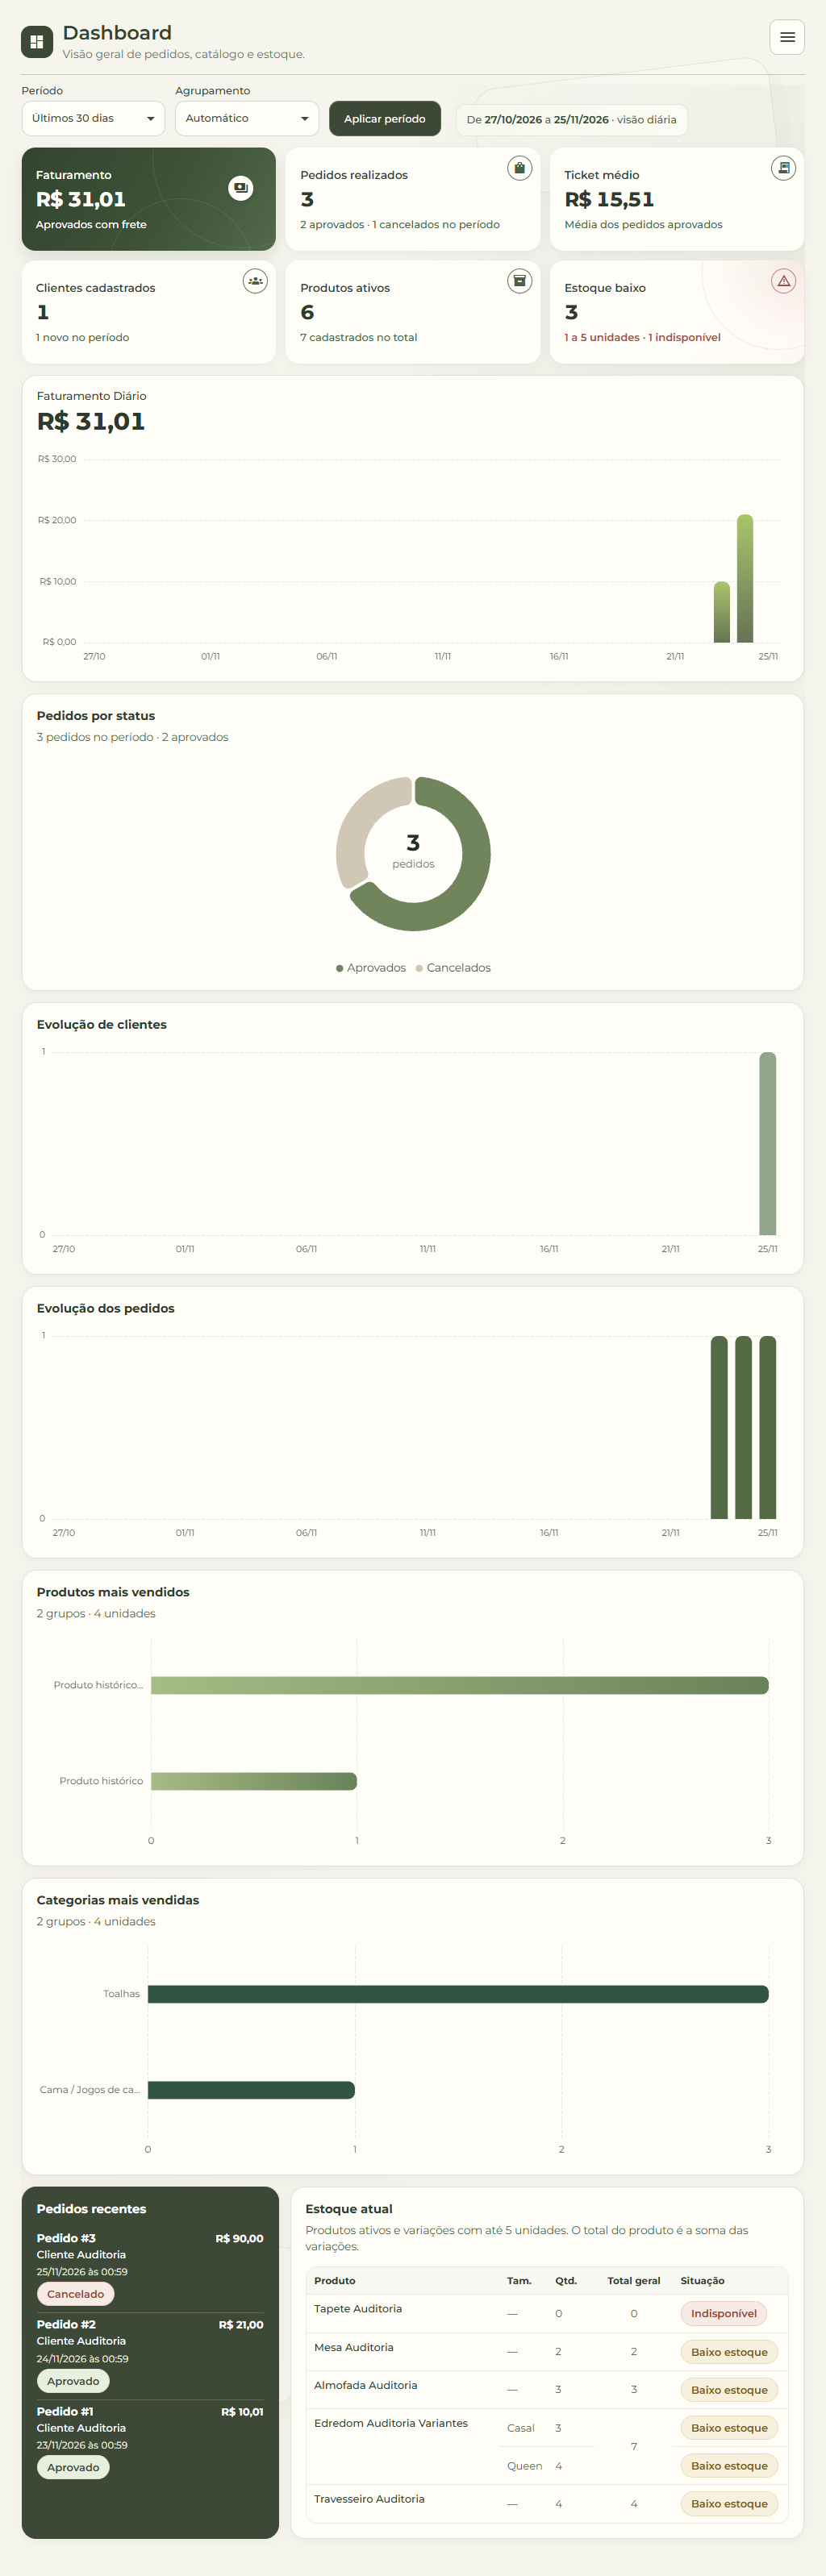 Dashboard
Visão geral de pedidos, catálogo e estoque.
Período
Agrupamento
Últimos 30 dias
Automático
Aplicar período
De 27/10/2026 a 25/11/2026 · visão diária
Faturamento
R$ 31,01
Aprovados com frete
Pedidos realizados
3
2 aprovados · 1 cancelados no período
Ticket médio
R$ 15,51
Média dos pedidos aprovados
Clientes cadastrados
1
1 novo no período
Produtos ativos
6
7 cadastrados no total
Estoque baixo
3
1 a 5 unidades · 1 indisponível
Faturamento Diário
R$ 31,01
R$ 30,00
R$ 20,00
R$ 10,00
R$ 0,00
27/10 01/11 06/11 11/11 16/11 21/11 25/11
Pedidos por status
3 pedidos no período · 2 aprovados
3
pedidos
Aprovados Cancelados
Evolução de clientes
1
0
27/10 01/11 06/11 11/11 16/11 21/11 25/11
Evolução dos pedidos
1
0
27/10 01/11 06/11 11/11 16/11 21/11 25/11
Produtos mais vendidos
2 grupos · 4 unidades
Produto histórico...
Produto histórico
0 1 2 3
Categorias mais vendidas
2 grupos · 4 unidades
Toalhas
Cama / Jogos de ca...
0 1 2 3
Pedidos recentes
Pedido #3 R$ 90,00
Cliente Auditoria
25/11/2026 às 00:59
Cancelado
Pedido #2 R$ 21,00
Cliente Auditoria
24/11/2026 às 00:59
Aprovado
Pedido #1 R$ 10,01
Cliente Auditoria
23/11/2026 às 00:59
Aprovado
Estoque atual
Produtos ativos e variações com até 5 unidades. O total do produto é a soma das
variações.
Produto Tam. Qtd. Total geral Situação
Tapete Auditoria — 0 0 Indisponível
Mesa Auditoria — 2 2 Baixo estoque
Almofada Auditoria — 3 3 Baixo estoque
Edredom Auditoria Variantes Casal 3 7 Baixo estoque
Queen 4 Baixo estoque
Travesseiro Auditoria — 4 4 Baixo estoque